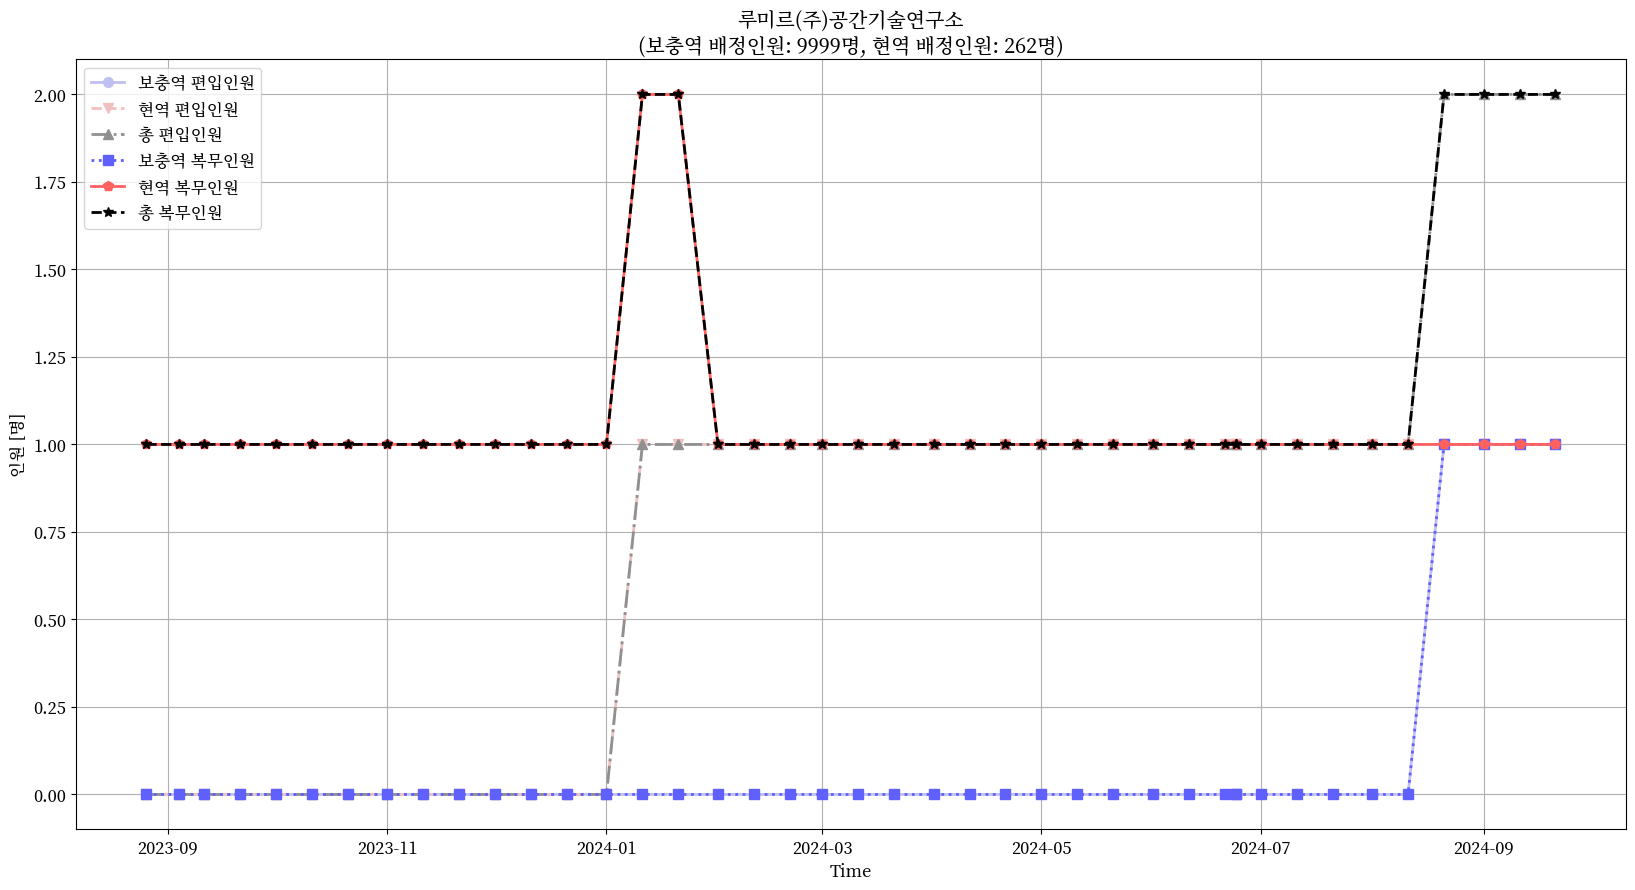 루미르(주)공간기술연구소
(보충역 배정인원: 9999명, 현역 배정인원: 262명)
보충역 편입인원
현역 편입인원
총 편입인원
보충역 복무인원
현역 복무인원
총 복무인원
2.00
1.75
1.50
1.25
1.00
0.75
0.50
0.25
0.00
인원 [명]
2023-09
2023-11
2024-01
2024-03
2024-05
2024-07
2024-09
Time